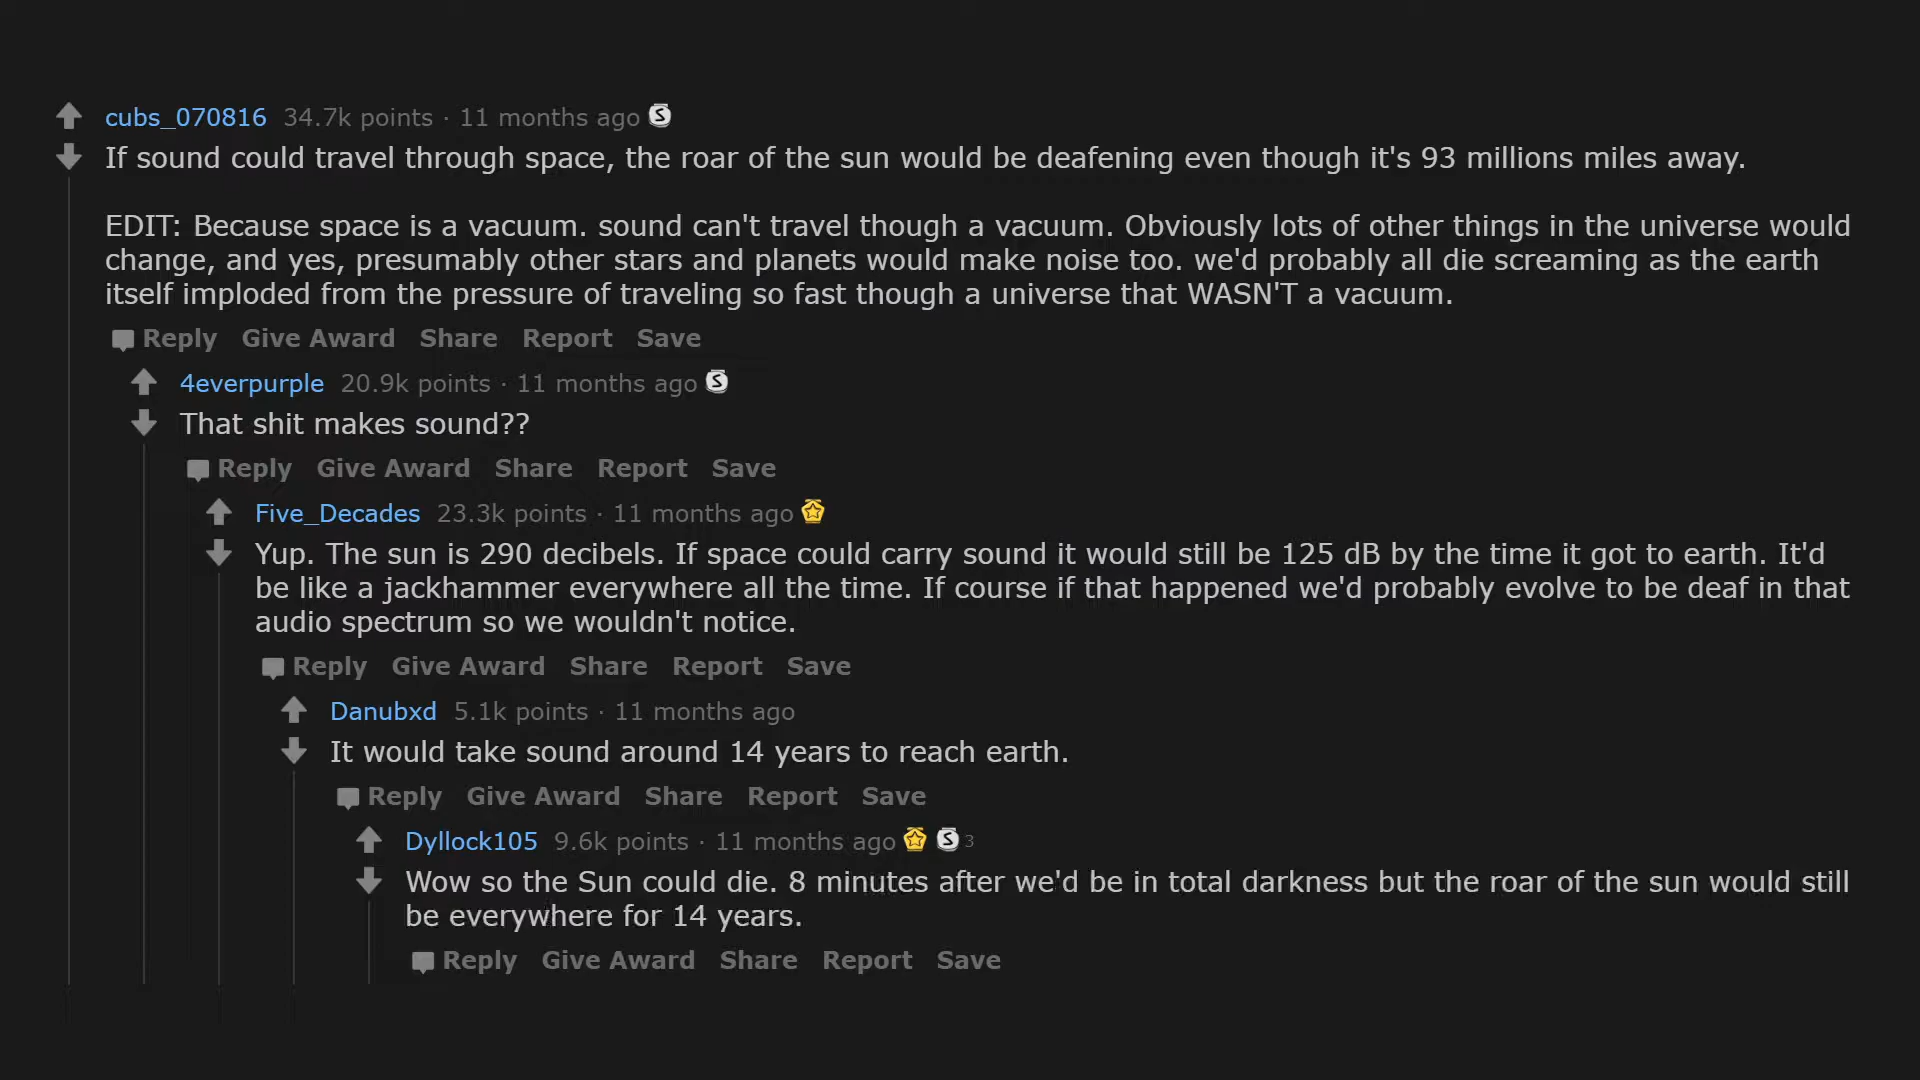 cubs_070816 34.7k points · 11 months ago S
If sound could travel through space, the roar of the sun would be deafening even though it's 93 millions miles away.
EDIT: Because space is a vacuum. sound can't travel though a vacuum. Obviously lots of other things in the universe would
change, and yes, presumably other stars and planets would make noise too. we'd probably all die screaming as the earth
itself imploded from the pressure of traveling so fast though a universe that WASN'T a vacuum.
Reply Give Award Share Report Save
4everpurple 20.9k points · 11 months ago S
That shit makes sound??
Reply Give Award Share Report Save
Five_Decades 23.3k points · 11 months ago
Yup. The sun is 290 decibels. If space could carry sound it would still be 125 dB by the time it got to earth. It'd
be like a jackhammer everywhere all the time. If course if that happened we'd probably evolve to be deaf in that
audio spectrum so we wouldn't notice.
Reply Give Award Share Report Save
Danubxd 5.1k points · 11 months ago
It would take sound around 14 years to reach earth.
Reply Give Award Share Report Save
Dyllock105 9.6k points · 11 months ago S 3
Wow so the Sun could die. 8 minutes after we'd be in total darkness but the roar of the sun would still
be everywhere for 14 years.
Reply Give Award Share Report Save